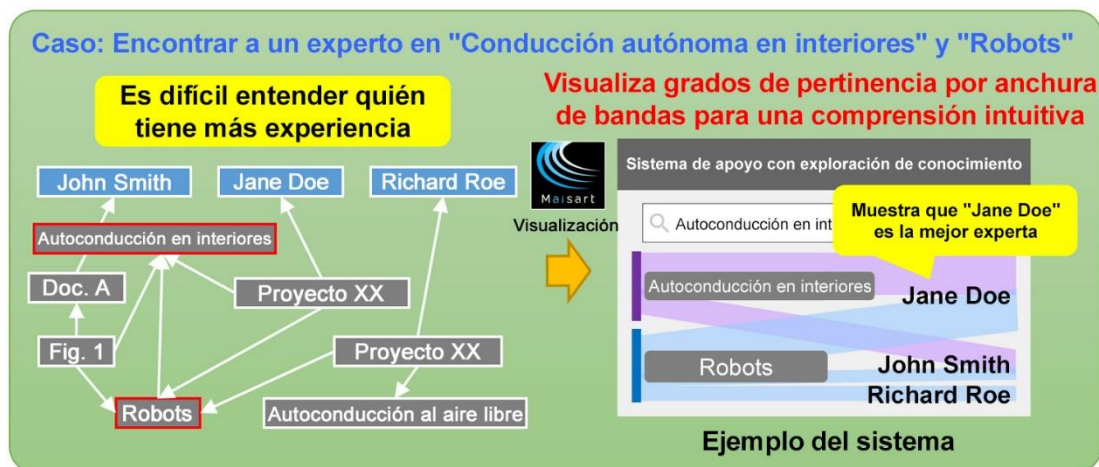 Caso: Encontrar a un experto en "Conducción autónoma en interiores" y "Robots"
Es difícil entender quién
tiene más experiencia
John Smith
Jane Doe
Richard Roe
Autoconducción en interiores
Doc. A
Proyecto XX
Fig. 1
Proyecto XX
Robots
Autoconducción al aire libre
Visualiza grados de pertinencia por anchura
de bandas para una comprensión intuitiva
Maisart
Visualización
Sistema de apoyo con exploración de conocimiento
Autoconducción en int
Muestra que "Jane Doe"
es la mejor experta
Autoconducción en interiores
Jane Doe
Robots
John Smith
Richard Roe
Ejemplo del sistema